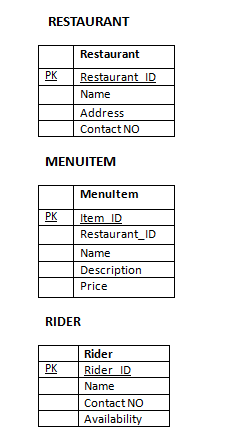 RESTAURANT
Restaurant
PK Restaurant_ID
Name
Address
Contact NO
MENUITEM
MenuItem
PK Item_ID
Restaurant_ID
Name
Description
Price
RIDER
Rider
PK Rider_ID
Name
Contact NO
Availability